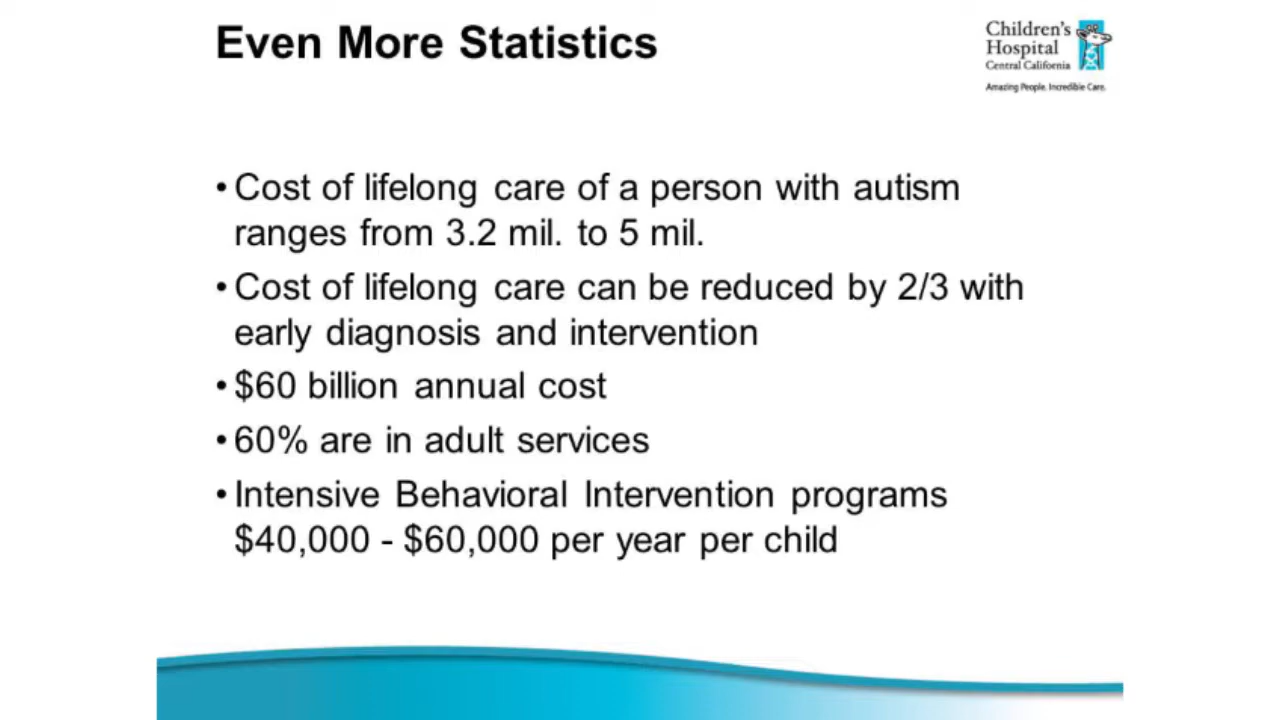 Even More Statistics
Children's
Hospital
Central California
Amazing People. Incredible Care.
• Cost of lifelong care of a person with autism
ranges from 3.2 mil. to 5 mil.
• Cost of lifelong care can be reduced by 2/3 with
early diagnosis and intervention
• $60 billion annual cost
• 60% are in adult services
• Intensive Behavioral Intervention programs
$40,000 - $60,000 per year per child